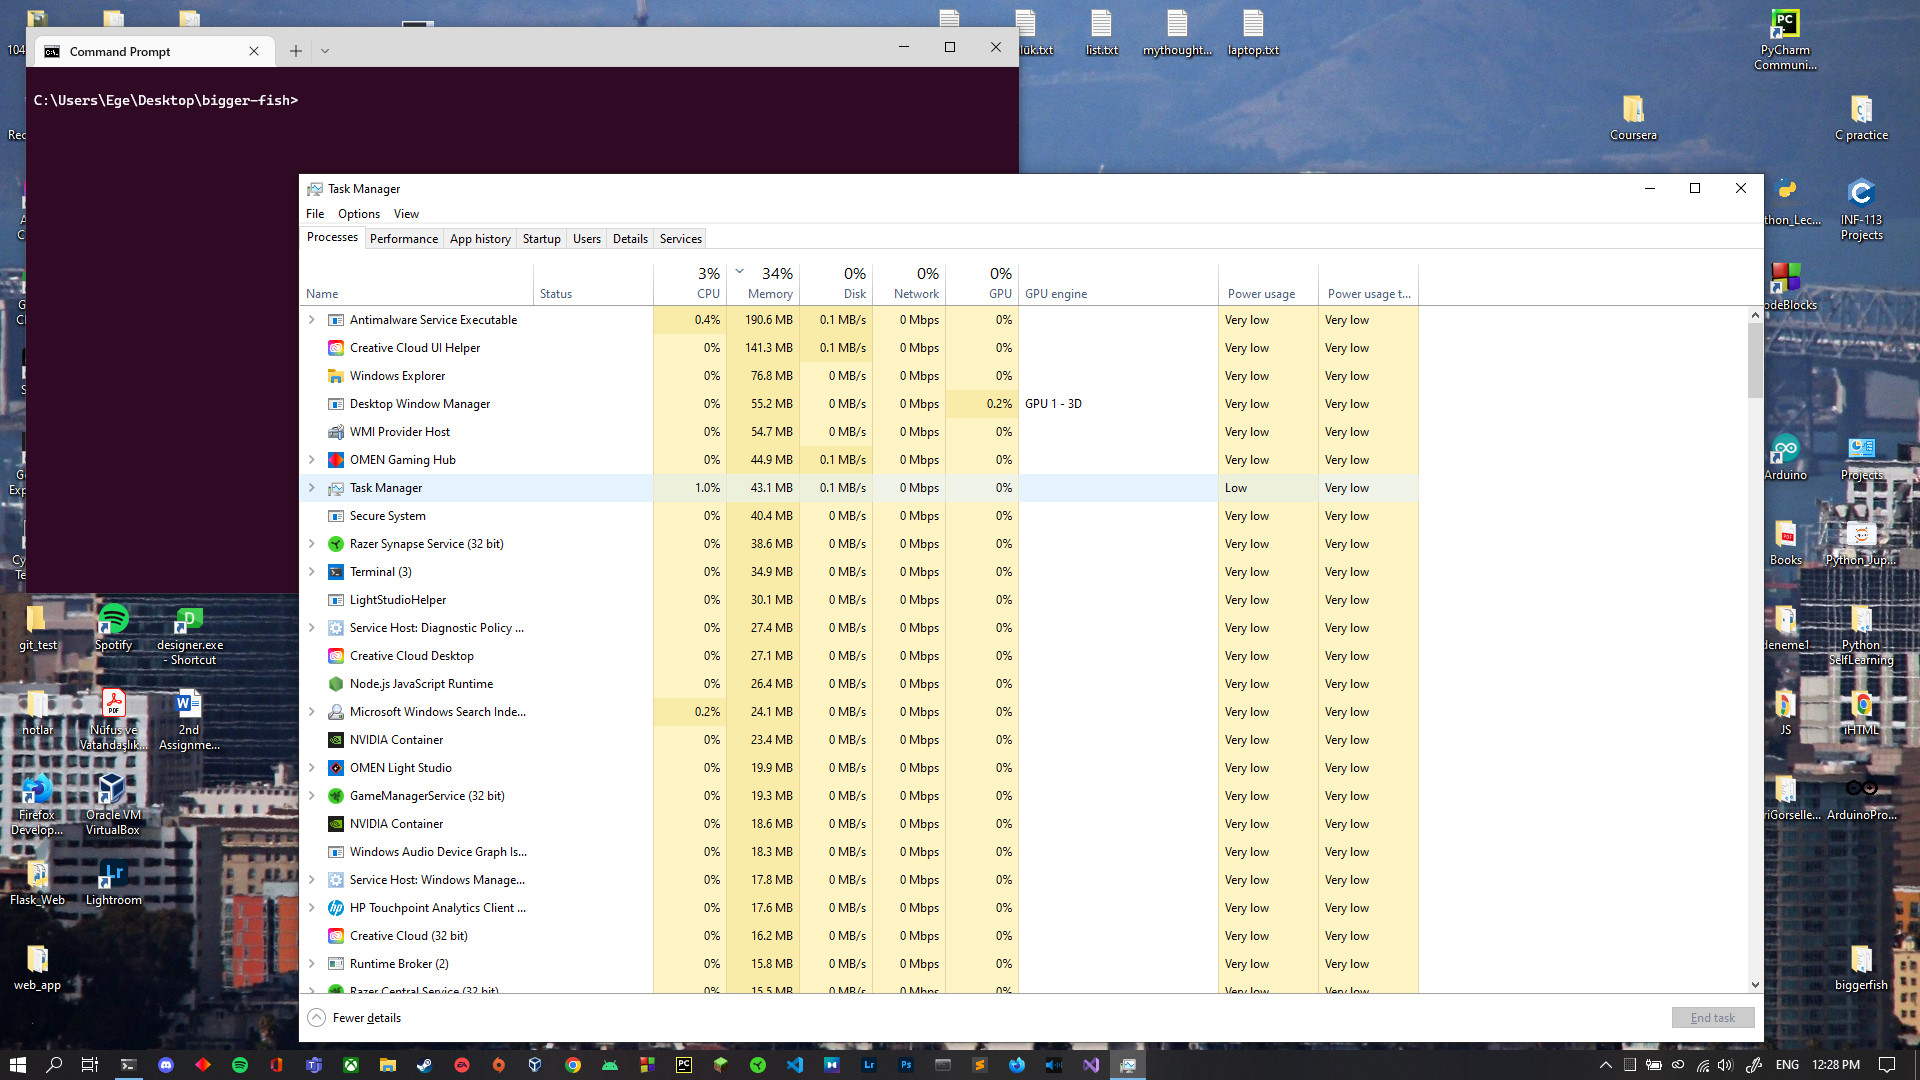 Command Prompt
C:\Users\Ege\Desktop\bigger-fish>
list.txt
mythought...
laptop.txt
PyCharm
Communi...
Coursera
C practice
INF-113
Projects
Arduino
Projects
Books
Python_Jup...
deneme1
Python
SelfLearning
JS
iHTML
ArduinoPro...
biggerfish
git_test
Spotify
designer.exe
- Shortcut
notlar
Nüfus ve
Vatandaşlık...
2nd
Assignme...
Firefox
Develop...
Oracle VM
VirtualBox
Flask_Web
Lightroom
web_app
Task Manager
File Options View
Processes Performance App history Startup Users Details Services
3% 34% 0% 0% 0%
Name Status CPU Memory Disk Network GPU GPU engine Power usage Power usage t...
Antimalware Service Executable 0.4% 190.6 MB 0.1 MB/s 0 Mbps 0% Very low Very low
Creative Cloud UI Helper 0% 141.3 MB 0.1 MB/s 0 Mbps 0% Very low Very low
Windows Explorer 0% 76.8 MB 0 MB/s 0 Mbps 0% Very low Very low
Desktop Window Manager 0% 55.2 MB 0 MB/s 0 Mbps 0.2% GPU 1 - 3D Very low Very low
WMI Provider Host 0% 54.7 MB 0 MB/s 0 Mbps 0% Very low Very low
OMEN Gaming Hub 0% 44.9 MB 0.1 MB/s 0 Mbps 0% Very low Very low
Task Manager 1.0% 43.1 MB 0.1 MB/s 0 Mbps 0% Low Very low
Secure System 0% 40.4 MB 0 MB/s 0 Mbps 0% Very low Very low
Razer Synapse Service (32 bit) 0% 38.6 MB 0 MB/s 0 Mbps 0% Very low Very low
Terminal (3) 0% 34.9 MB 0 MB/s 0 Mbps 0% Very low Very low
LightStudioHelper 0% 30.1 MB 0 MB/s 0 Mbps 0% Very low Very low
Service Host: Diagnostic Policy ... 0% 27.4 MB 0 MB/s 0 Mbps 0% Very low Very low
Creative Cloud Desktop 0% 27.1 MB 0 MB/s 0 Mbps 0% Very low Very low
Node.js JavaScript Runtime 0% 26.4 MB 0 MB/s 0 Mbps 0% Very low Very low
Microsoft Windows Search Inde... 0.2% 24.1 MB 0 MB/s 0 Mbps 0% Very low Very low
NVIDIA Container 0% 23.4 MB 0 MB/s 0 Mbps 0% Very low Very low
OMEN Light Studio 0% 19.9 MB 0 MB/s 0 Mbps 0% Very low Very low
GameManagerService (32 bit) 0% 19.3 MB 0 MB/s 0 Mbps 0% Very low Very low
NVIDIA Container 0% 18.6 MB 0 MB/s 0 Mbps 0% Very low Very low
Windows Audio Device Graph Is... 0% 18.3 MB 0 MB/s 0 Mbps 0% Very low Very low
Service Host: Windows Manage... 0% 17.8 MB 0 MB/s 0 Mbps 0% Very low Very low
HP Touchpoint Analytics Client ... 0% 17.6 MB 0 MB/s 0 Mbps 0% Very low Very low
Creative Cloud (32 bit) 0% 16.2 MB 0 MB/s 0 Mbps 0% Very low Very low
Runtime Broker (2) 0% 15.8 MB 0 MB/s 0 Mbps 0% Very low Very low
Razer Central Service (32 bit) 0% 15.5 MB 0 MB/s 0 Mbps 0% Very low Very low
Fewer details
End task
ENG 12:28 PM